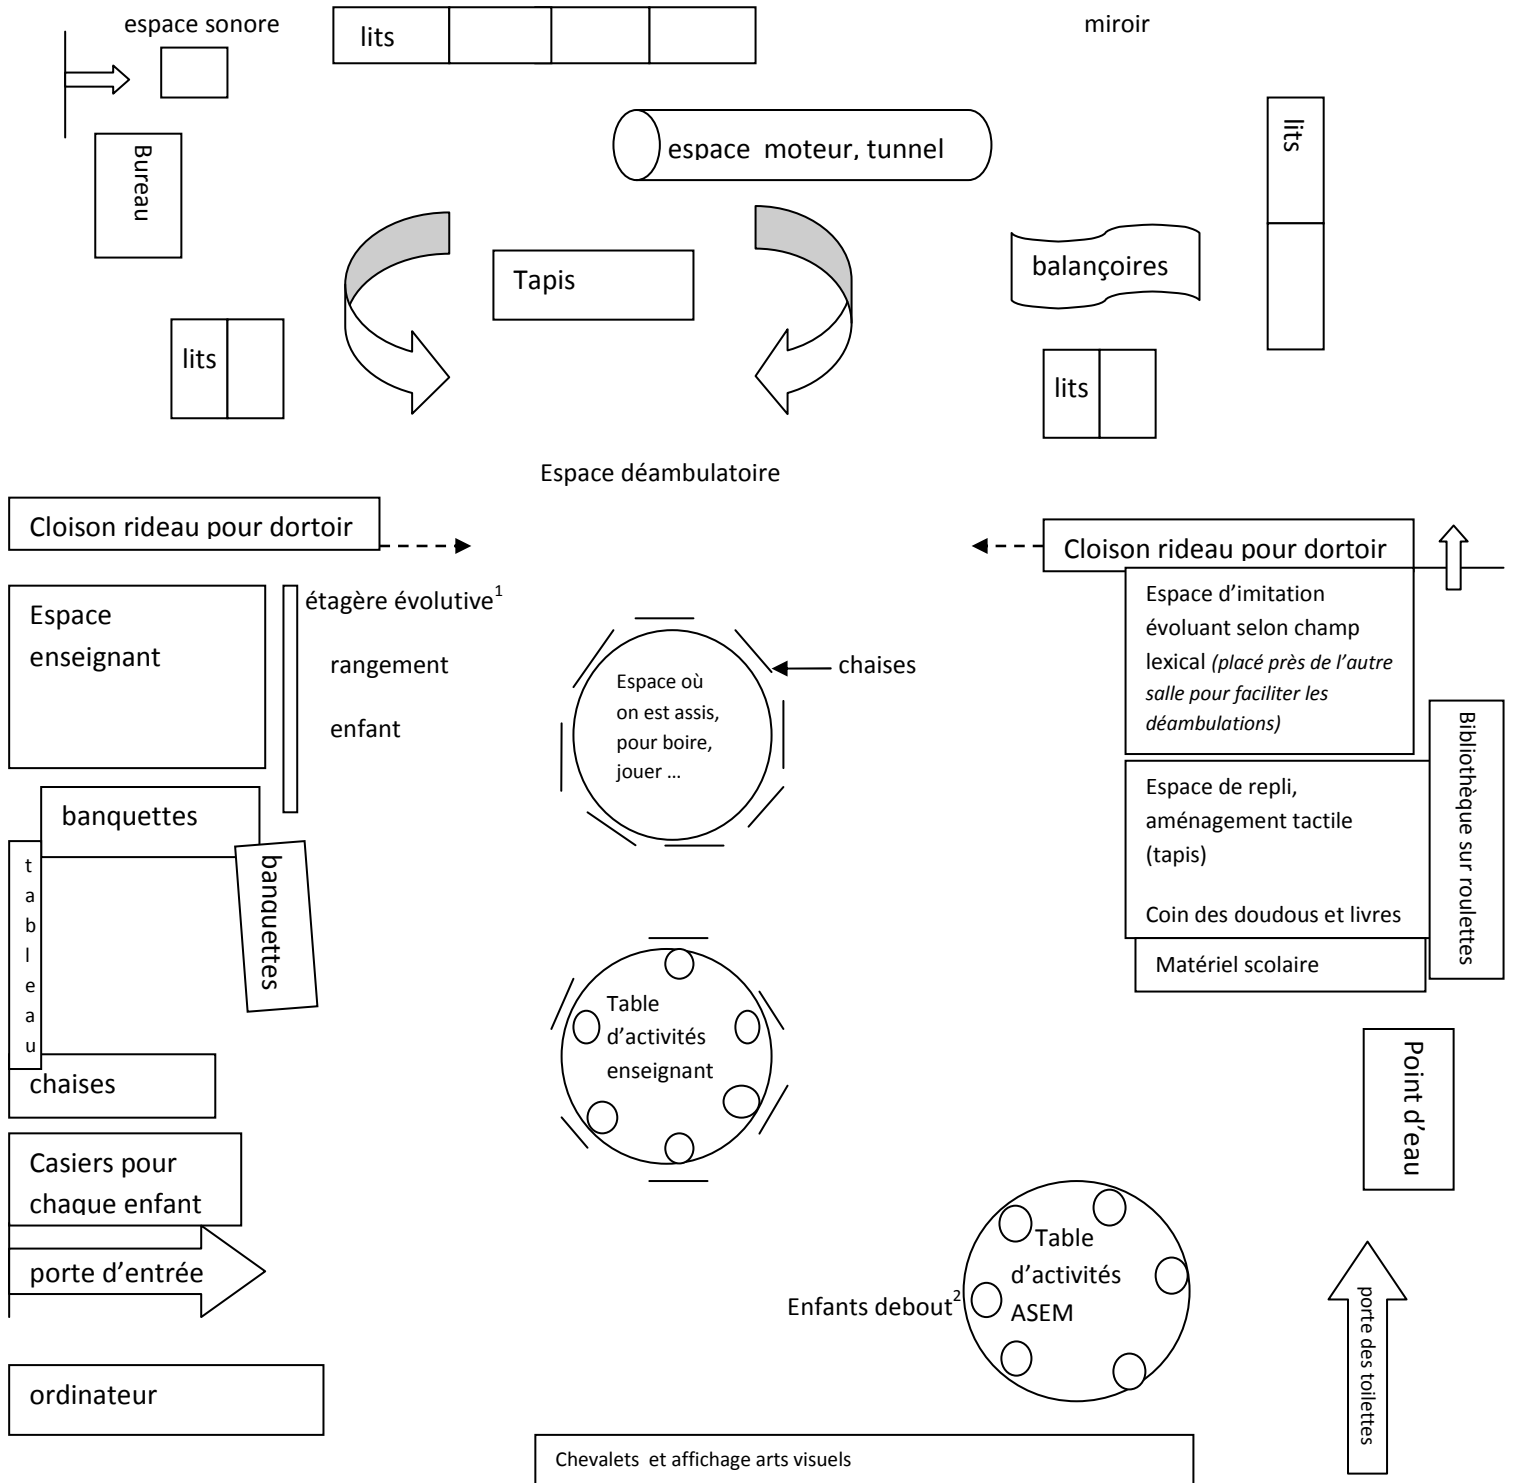 espace sonore
lits
miroir
espace moteur, tunnel
lits
Bureau
Tapis
balançoires
lits
lits
Espace déambulatoire
Cloison rideau pour dortoir
Cloison rideau pour dortoir
Espace
enseignant
étagère évolutive1
rangement
enfant
chaises
Espace où
on est assis,
pour boire,
jouer ...
Espace d’imitation
évoluant selon champ
lexical (placé près de l’autre
salle pour faciliter les
déambulations)
Bibliothèque sur roulettes
banquettes
banquettes
tableau
Espace de repli,
aménagement tactile
(tapis)
Coin des doudous et livres
Matériel scolaire
Table
d’activités
enseignant
chaises
Point d’eau
Casiers pour
chaque enfant
porte d’entrée
Enfants debout2
Table
d’activités
ASEM
porte des toilettes
ordinateur
Chevalets et affichage arts visuels